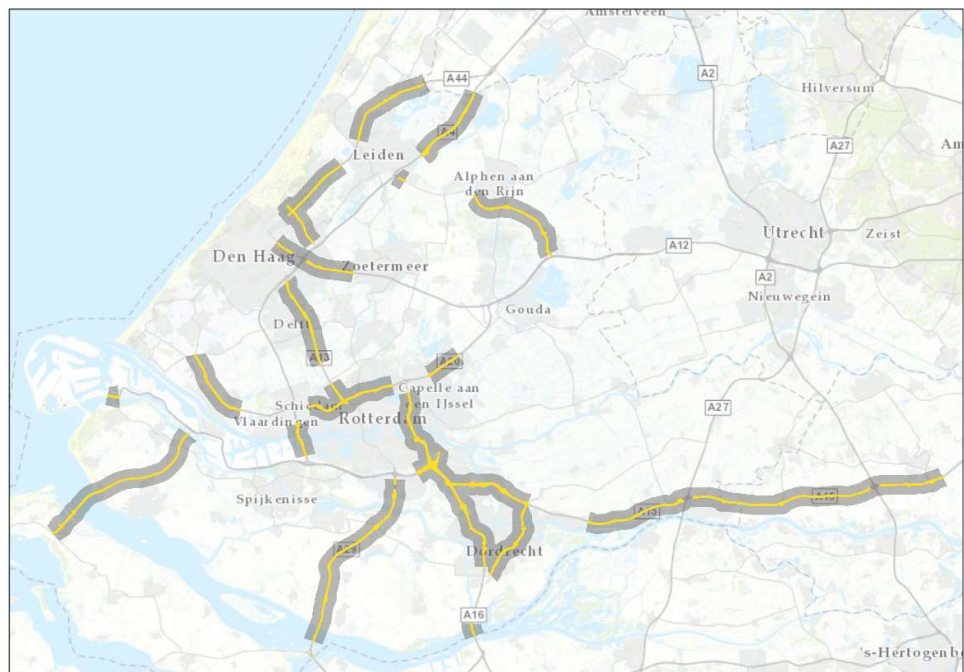 Amstelveen
A44
A2
Hilversum
A4
A27
Am
Leiden
Alphen aan
den Rijn
Utrecht
Zeist
A12
Den Haag
Zoetermeer
A2
Nieuwegein
Gouda
Delft
A13
A20
Capelle aan
den IJssel
Schiedam
Vlaardingen
Rotterdam
A27
Spijkenisse
A15
A15
A29
Dordrecht
A16
's-Hertogenb